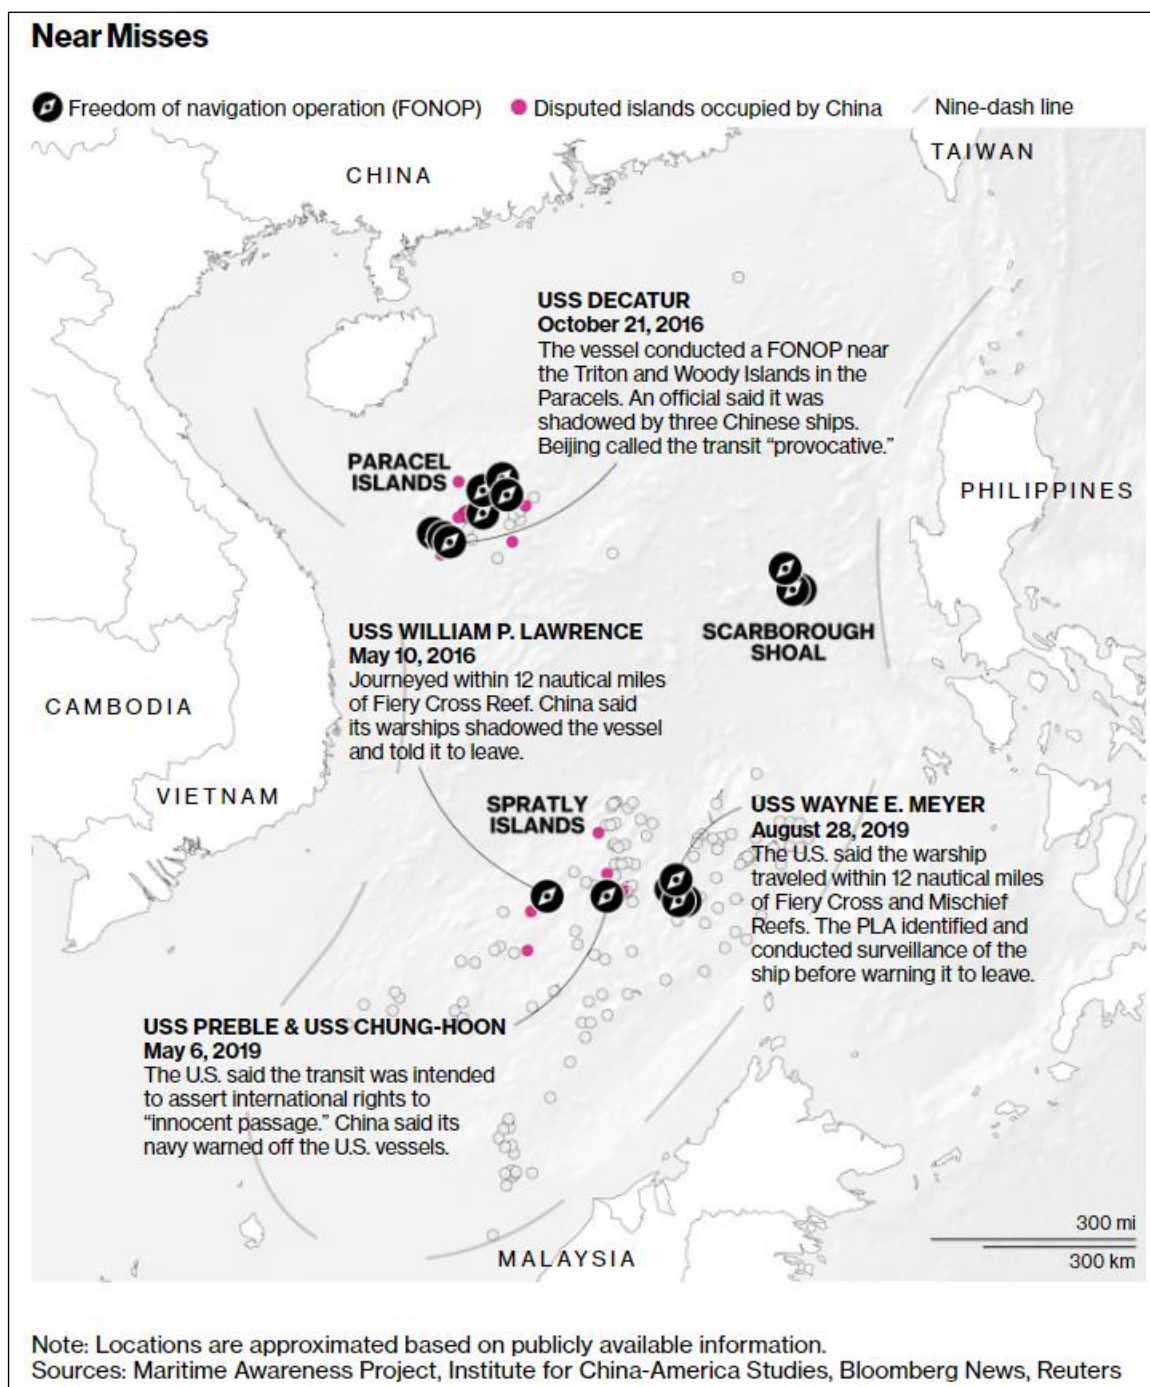 Near Misses
Freedom of navigation operation (FONOP)
Disputed islands occupied by China
Nine-dash line
TAIWAN
CHINA
USS DECATUR
October 21, 2016
The vessel conducted a FONOP near
the Triton and Woody Islands in the
Paracels. An official said it was
shadowed by three Chinese ships.
Beijing called the transit “provocative.”
PARACEL
ISLANDS
PHILIPPINES
SCARBOROUGH
SHOAL
USS WILLIAM P. LAWRENCE
May 10, 2016
Journeyed within 12 nautical miles
of Fiery Cross Reef. China said
its warships shadowed the vessel
and told it to leave.
CAMBODIA
VIETNAM
SPRATLY
ISLANDS
USS WAYNE E. MEYER
August 28, 2019
The U.S. said the warship
traveled within 12 nautical miles
of Fiery Cross and Mischief
Reefs. The PLA identified and
conducted surveillance of the
ship before warning it to leave.
USS PREBLE & USS CHUNG-HOON
May 6, 2019
The U.S. said the transit was intended
to assert international rights to
“innocent passage.” China said its
navy warned off the U.S. vessels.
MALAYSIA
300 mi
300 km
Note: Locations are approximated based on publicly available information.
Sources: Maritime Awareness Project, Institute for China-America Studies, Bloomberg News, Reuters